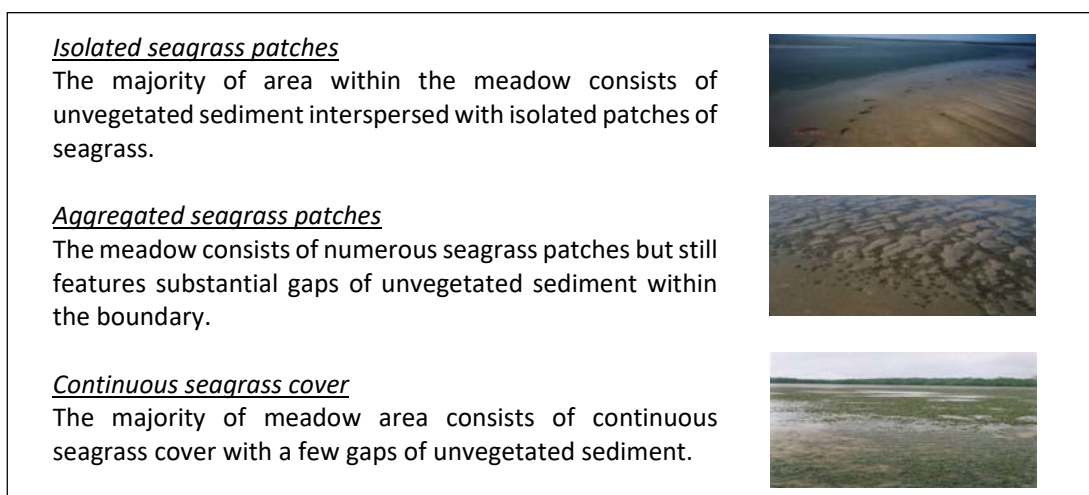 Isolated seagrass patches
The majority of area within the meadow consists of
unvegetated sediment interspersed with isolated patches of
seagrass.
Aggregated seagrass patches
The meadow consists of numerous seagrass patches but still
features substantial gaps of unvegetated sediment within
the boundary.
Continuous seagrass cover
The majority of meadow area consists of continuous
seagrass cover with a few gaps of unvegetated sediment.